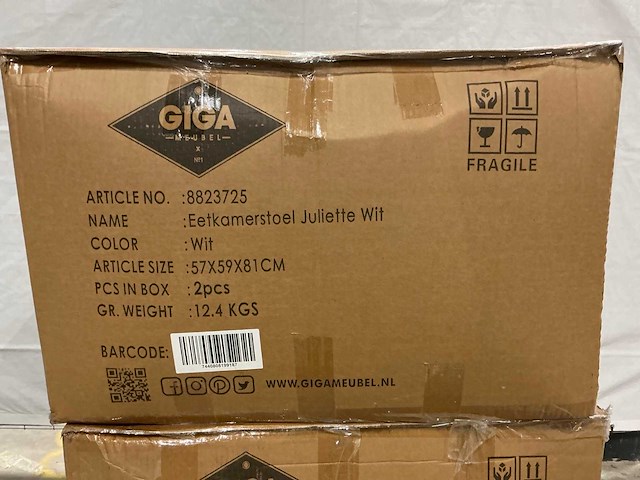 GIGA
MEUBEL
X
Nº1
FRAGILE
ARTICLE NO. :8823725
NAME :Eetkamerstoel Juliette Wit
COLOR :Wit
ARTICLE SIZE :57X59X81CM
PCS IN BOX :2pcs
GR. WEIGHT :12.4 KGS
BARCODE:
WWW.GIGAMEUBEL.NL